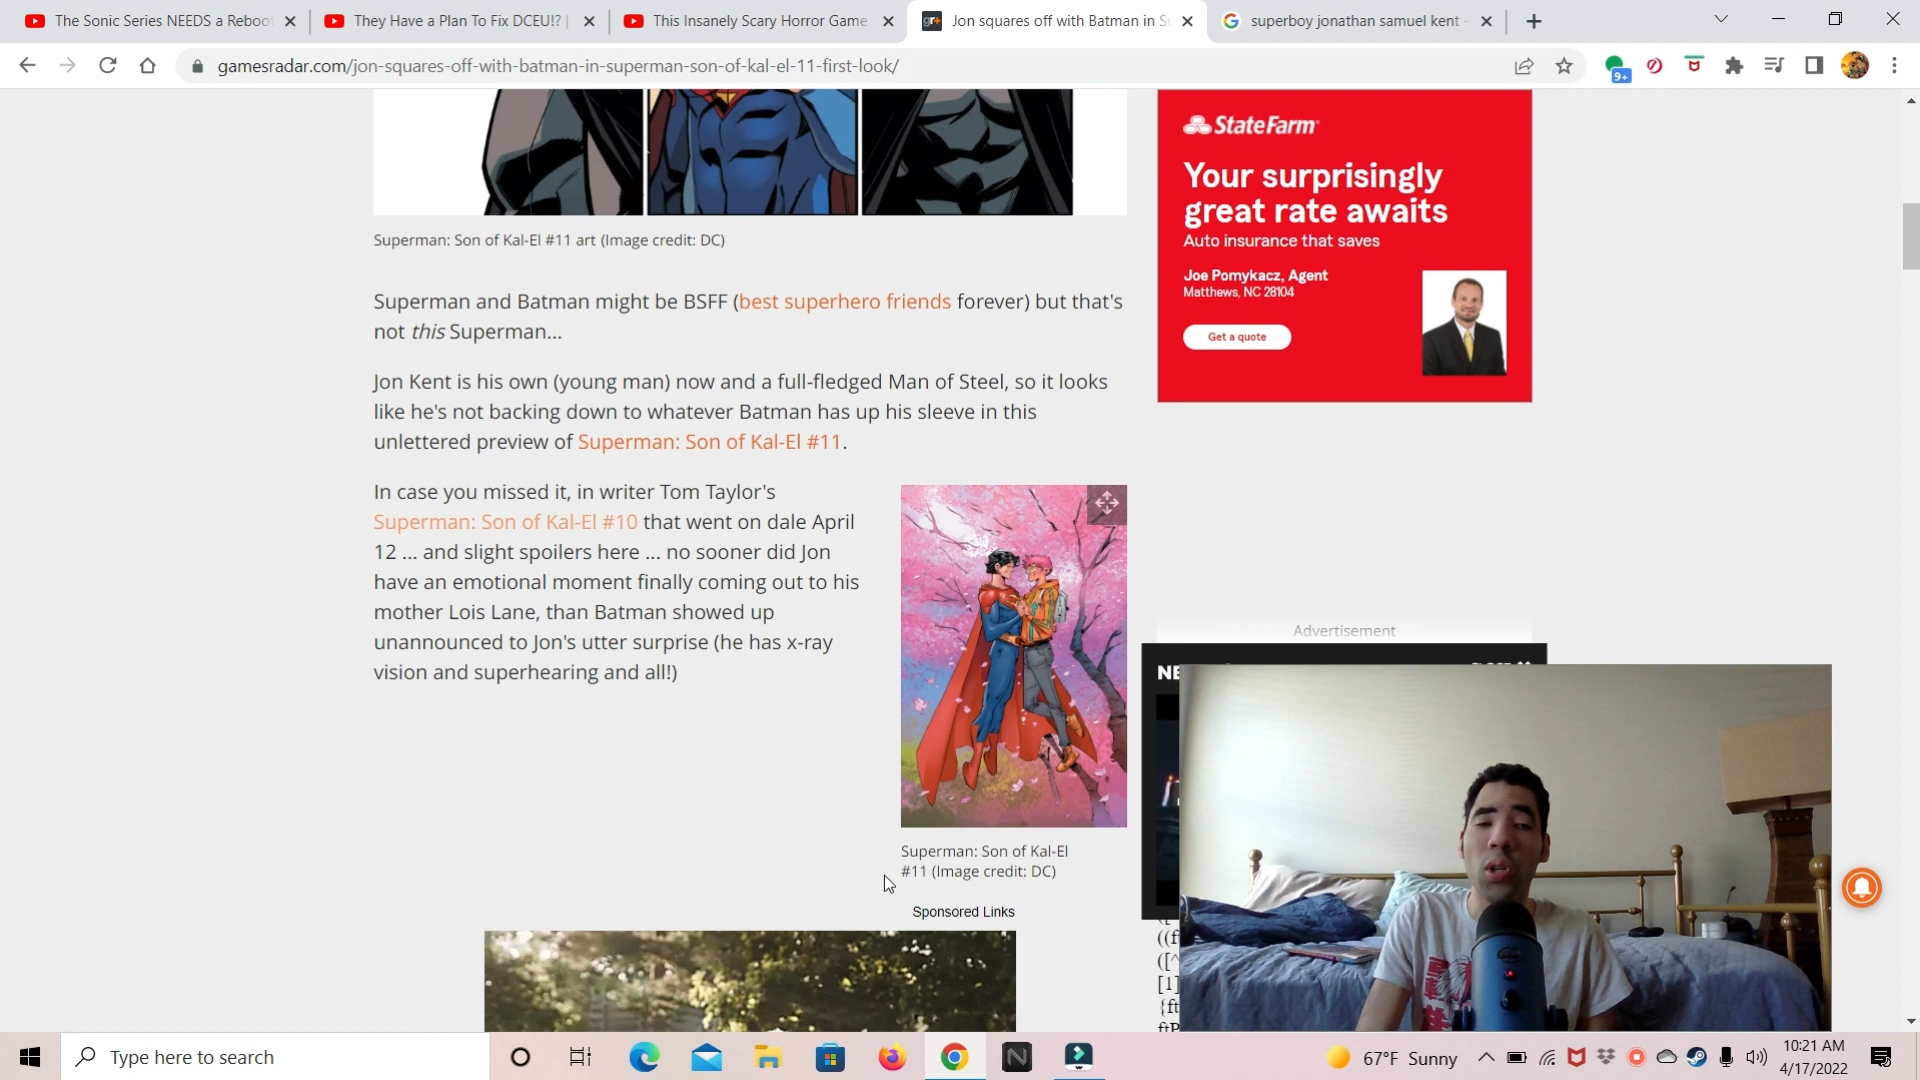 The Sonic Series NEEDS a Reboot
They Have a Plan To Fix DCEU!? |
This Insanely Scary Horror Game
gr+
Jon squares off with Batman in S
superboy jonathan samuel kent -
gamesradar.com/jon-squares-off-with-batman-in-superman-son-of-kal-el-11-first-look/
9+
Superman: Son of Kal-El #11 art (Image credit: DC)
Superman and Batman might be BSFF (best superhero friends forever) but that's
not this Superman...
Jon Kent is his own (young man) now and a full-fledged Man of Steel, so it looks
like he's not backing down to whatever Batman has up his sleeve in this
unlettered preview of Superman: Son of Kal-El #11.
In case you missed it, in writer Tom Taylor's
Superman: Son of Kal-El #10 that went on dale April
12 ... and slight spoilers here ... no sooner did Jon
have an emotional moment finally coming out to his
mother Lois Lane, than Batman showed up
unannounced to Jon's utter surprise (he has x-ray
vision and superhearing and all!)
Superman: Son of Kal-El
#11 (Image credit: DC)
Sponsored Links
StateFarm
Your surprisingly
great rate awaits
Auto insurance that saves
Joe Pomykacz, Agent
Matthews, NC 28104
Get a quote
Advertisement
NE
((f
([^
[1]
{ft
ftP
Type here to search
67°F Sunny
10:21 AM
4/17/2022